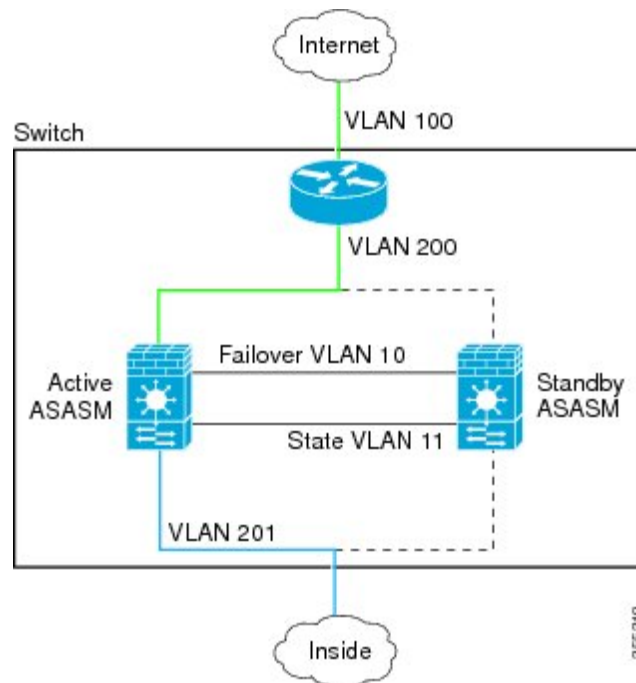 Internet
VLAN 100
Switch
VLAN 200
Failover VLAN 10
Active
ASASM
Standby
ASASM
State VLAN 11
VLAN 201
Inside